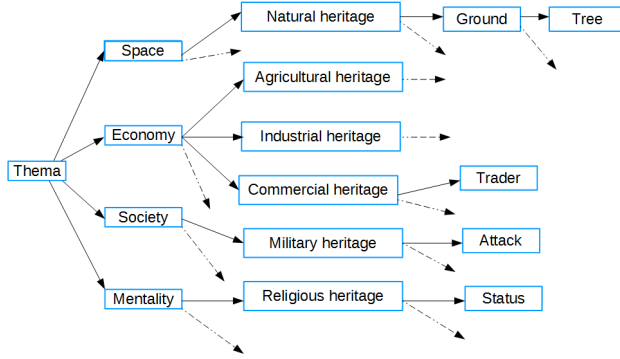 Natural heritage
Ground
Tree
Space
Agricultural heritage
Economy
Industrial heritage
Thema
Commercial heritage
Trader
Society
Military heritage
Attack
Mentality
Religious heritage
Status